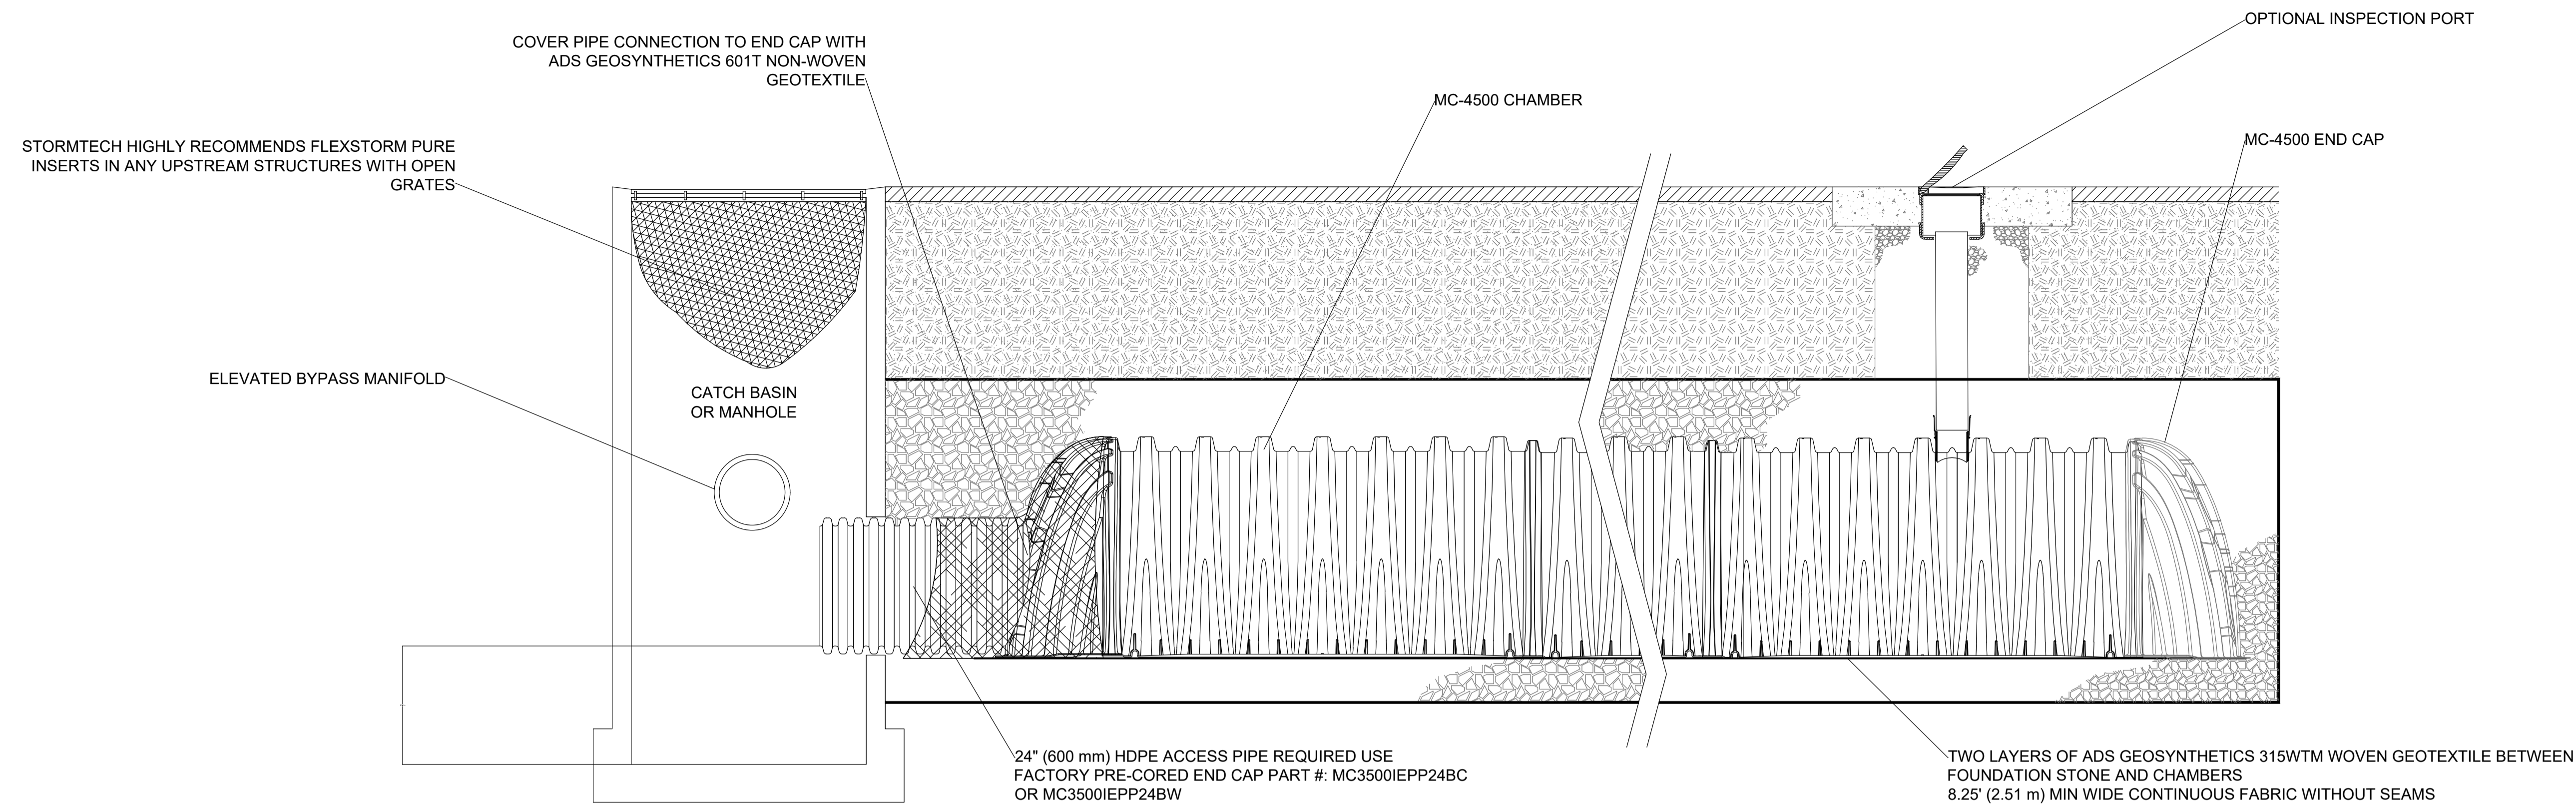 OPTIONAL INSPECTION PORT
COVER PIPE CONNECTION TO END CAP WITH
ADS GEOSYNTHETICS 601T NON-WOVEN
GEOTEXTILE
MC-4500 CHAMBER
MC-4500 END CAP
STORMTECH HIGHLY RECOMMENDS FLEXSTORM PURE
INSERTS IN ANY UPSTREAM STRUCTURES WITH OPEN
GRATES
ELEVATED BYPASS MANIFOLD
CATCH BASIN
OR MANHOLE
24" (600 mm) HDPE ACCESS PIPE REQUIRED USE
FACTORY PRE-CORED END CAP PART #: MC3500IEPP24BC
OR MC3500IEPP24BW
TWO LAYERS OF ADS GEOSYNTHETICS 315WTM WOVEN GEOTEXTILE BETWEEN
FOUNDATION STONE AND CHAMBERS
8.25' (2.51 m) MIN WIDE CONTINUOUS FABRIC WITHOUT SEAMS